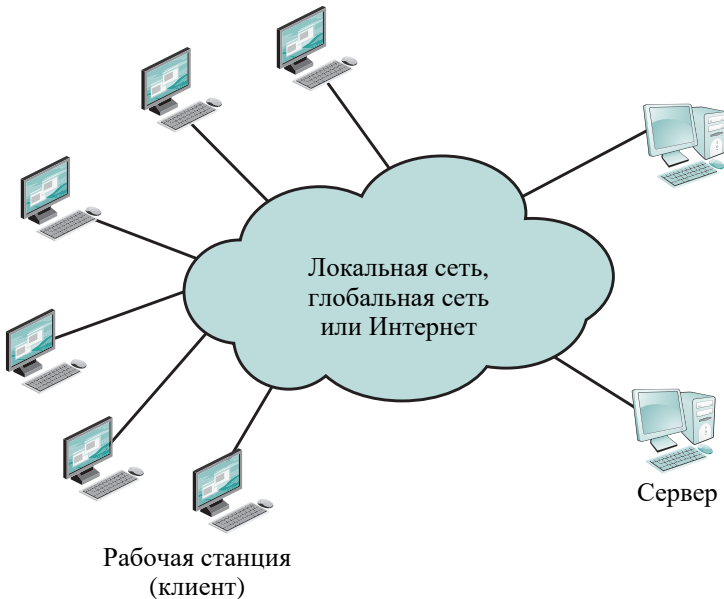 Локальная сеть,
глобальная сеть
или Интернет
Сервер
Рабочая станция
(клиент)